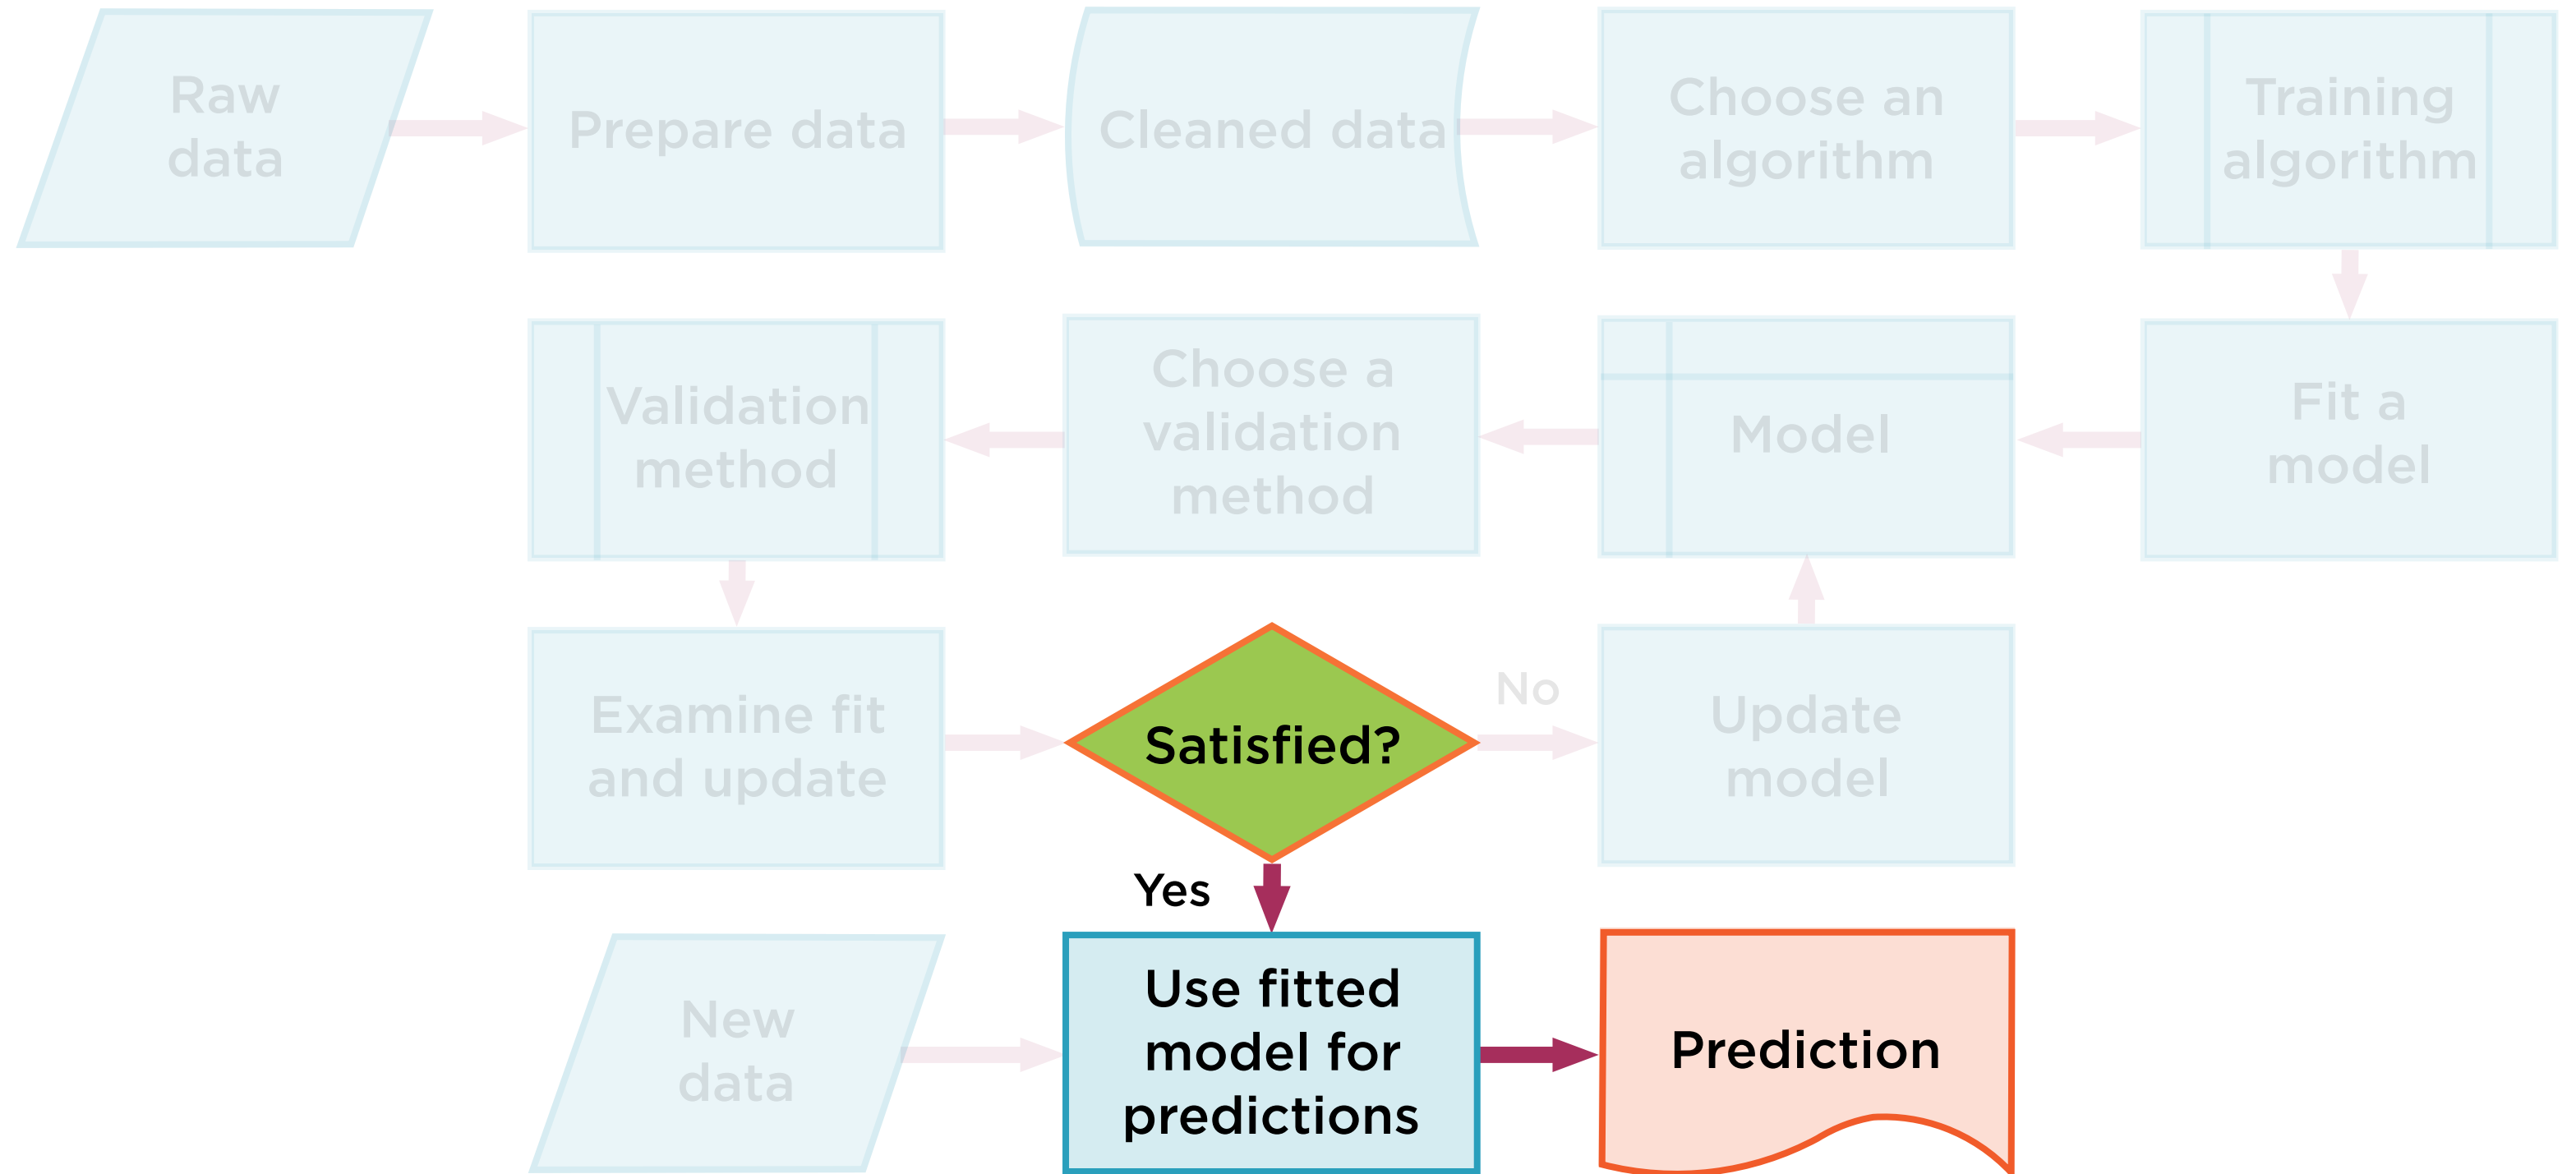 Raw
data
Prepare data
Cleaned data
Choose an
algorithm
Training
algorithm
Validation
method
Choose a
validation
method
Model
Fit a
model
Examine fit
and update
Satisfied?
No
Update
model
Yes
New
data
Use fitted
model for
predictions
Prediction